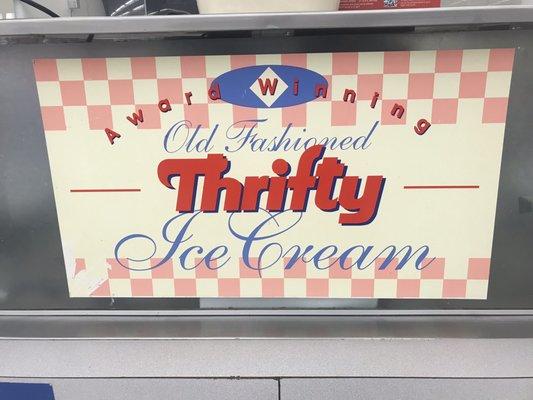 Award Winning
Old Fashioned
Thrifty
Ice Cream